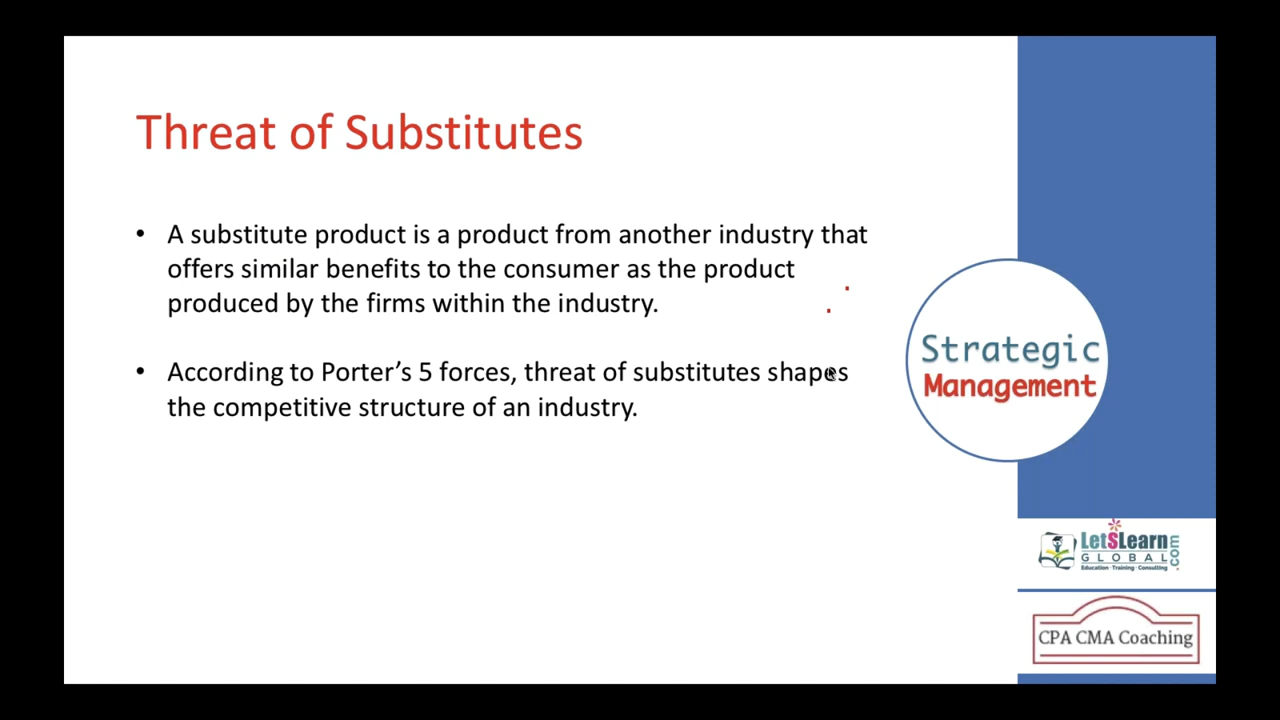 Threat of Substitutes
• A substitute product is a product from another industry that
offers similar benefits to the consumer as the product
produced by the firms within the industry.
• According to Porter’s 5 forces, threat of substitutes shapes
the competitive structure of an industry.
Strategic
Management
LetSLearn
GLOBAL
.com
Education · Training · Consulting
CPA CMA Coaching